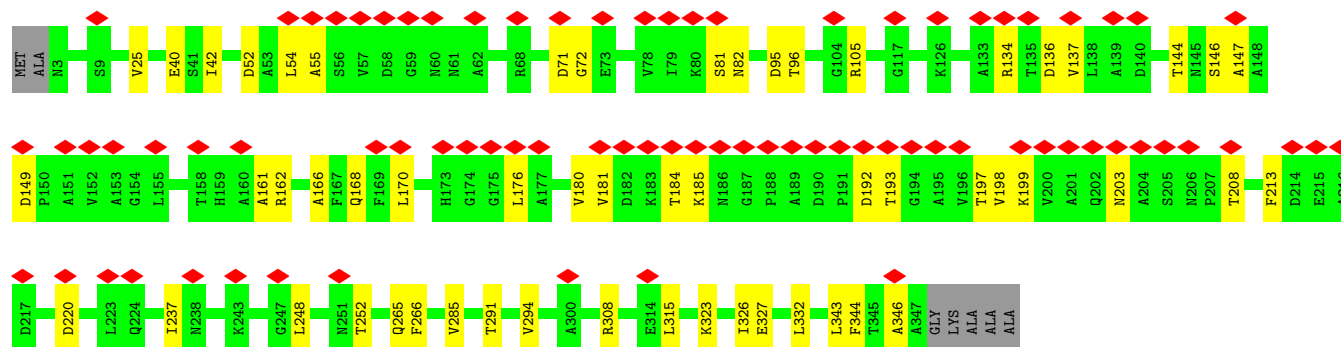 MET ALA N3 S9 V25 E40 S41 I42 D52 A53 L54 A55 S56 V57 D58 G59 N60 N61 A62 R68 D71 G72 E73 V78 I79 K80 S81 N82 D95 T96 G104 R105 G117 K126 A133 R134 T135 D136 V137 L138 A139 D140 T144 N145 S146 A147 A148
D149 P150 A151 V152 A153 G154 L155 T158 H159 A160 A161 R162 A166 F167 Q168 F169 L170 H173 G174 G175 L176 A177 V180 V181 D182 K183 T184 K185 N186 G187 P188 A189 D190 P191 D192 T193 G194 A195 V196 T197 V198 K199 V200 A201 Q202 N203 A204 S205 N206 P207 T208 F213 D214 E215
D217 D220 L223 Q224 I237 N238 K243 G247 L248 N251 T252 Q265 F266 V285 T291 V294 A300 R308 E314 L315 K323 I326 E327 L332 L343 F344 T345 A346 A347 GLY LYS ALA ALA ALA